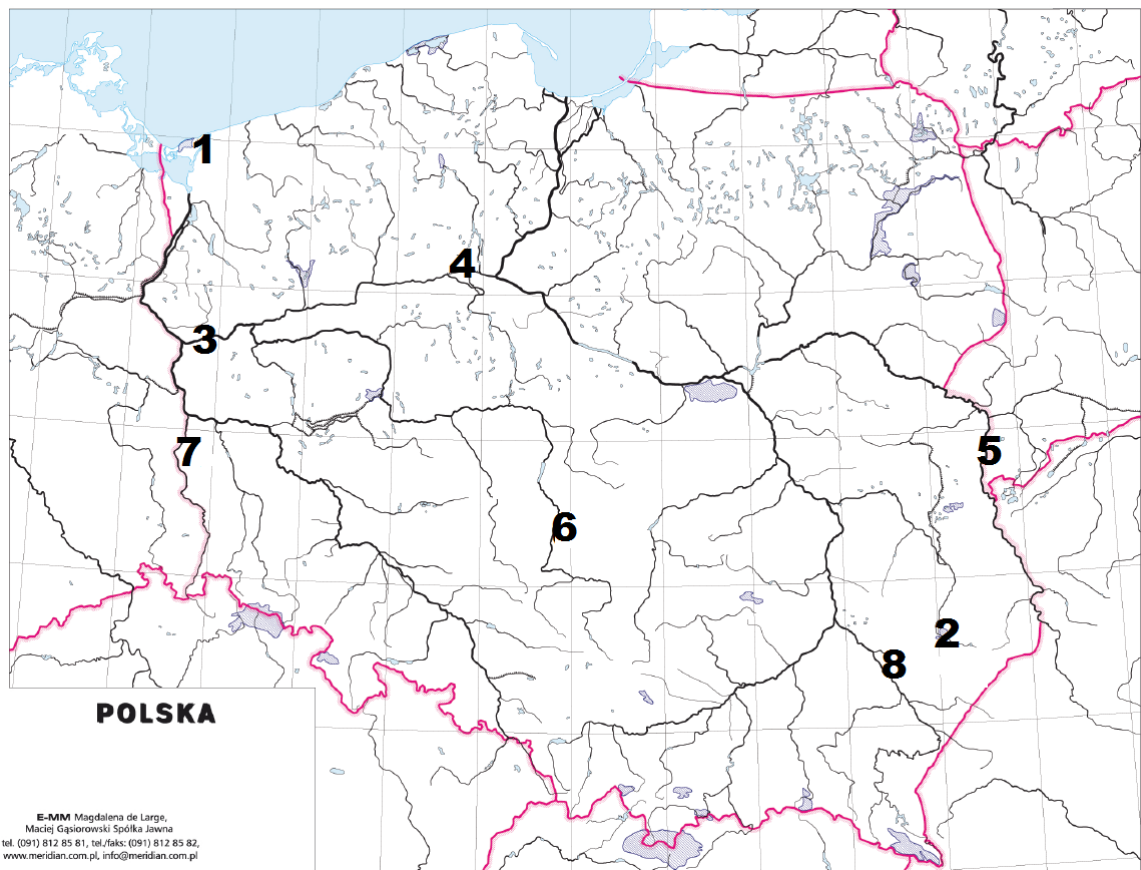 1
4
3
7
5
6
2
8
POLSKA
E-MM Magdalena de Large,
Maciej Gąsiorowski Spółka Jawna
tel. (091) 812 85 81, tel./faks: (091) 812 85 82,
www.meridian.com.pl, info@meridian.com.pl